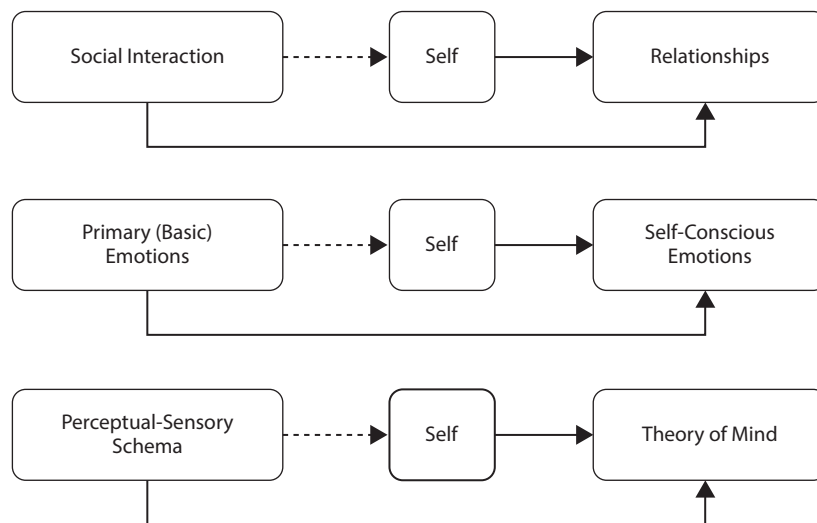 Social Interaction
Self
Relationships
Primary (Basic)
Emotions
Self
Self-Conscious
Emotions
Perceptual-Sensory
Schema
Self
Theory of Mind